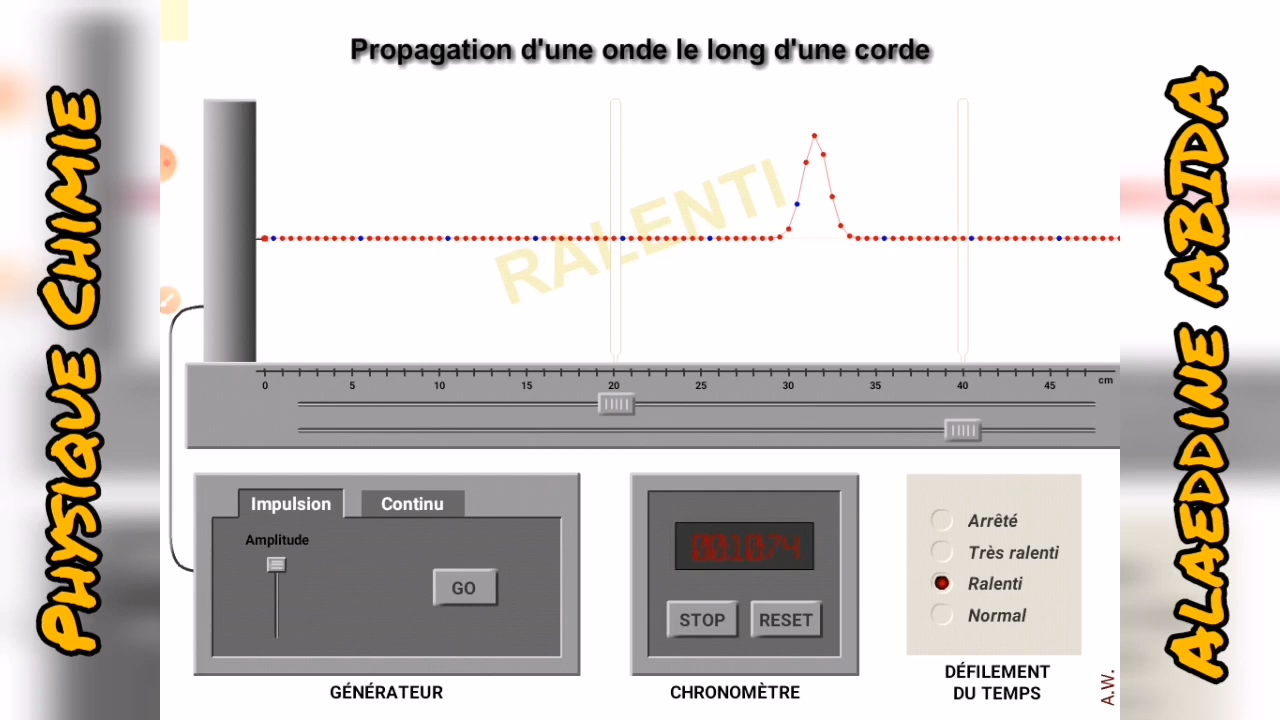 Propagation d'une onde le long d'une corde
PHYSIQUE CHIMIE
ALAEDDINE ABIDA
RALENTI
0 5 10 15 20 25 30 35 40 45 cm
Impulsion
Continu
Amplitude
GO
GÉNÉRATEUR
001074
STOP
RESET
CHRONOMÈTRE
Arrêté
Très ralenti
Ralenti
Normal
DÉFILEMENT
DU TEMPS
A.W.